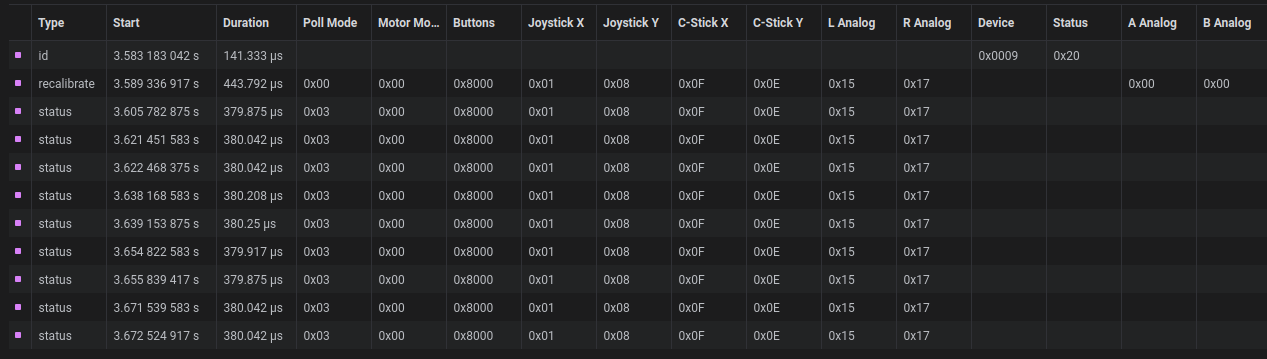 Type Start Duration Poll Mode Motor Mo... Buttons Joystick X Joystick Y C-Stick X C-Stick Y L Analog R Analog Device Status A Analog B Analog
id 3.583 183 042 s 141.333 μs 0x0009 0x20
recalibrate 3.589 336 917 s 443.792 μs 0x00 0x00 0x8000 0x01 0x08 0x0F 0x0E 0x15 0x17 0x00 0x00
status 3.605 782 875 s 379.875 μs 0x03 0x00 0x8000 0x01 0x08 0x0F 0x0E 0x15 0x17
status 3.621 451 583 s 380.042 μs 0x03 0x00 0x8000 0x01 0x08 0x0F 0x0E 0x15 0x17
status 3.622 468 375 s 380.042 μs 0x03 0x00 0x8000 0x01 0x08 0x0F 0x0E 0x15 0x17
status 3.638 168 583 s 380.208 μs 0x03 0x00 0x8000 0x01 0x08 0x0F 0x0E 0x15 0x17
status 3.639 153 875 s 380.25 μs 0x03 0x00 0x8000 0x01 0x08 0x0F 0x0E 0x15 0x17
status 3.654 822 583 s 379.917 μs 0x03 0x00 0x8000 0x01 0x08 0x0F 0x0E 0x15 0x17
status 3.655 839 417 s 379.875 μs 0x03 0x00 0x8000 0x01 0x08 0x0F 0x0E 0x15 0x17
status 3.671 539 583 s 380.042 μs 0x03 0x00 0x8000 0x01 0x08 0x0F 0x0E 0x15 0x17
status 3.672 524 917 s 380.042 μs 0x03 0x00 0x8000 0x01 0x08 0x0F 0x0E 0x15 0x17